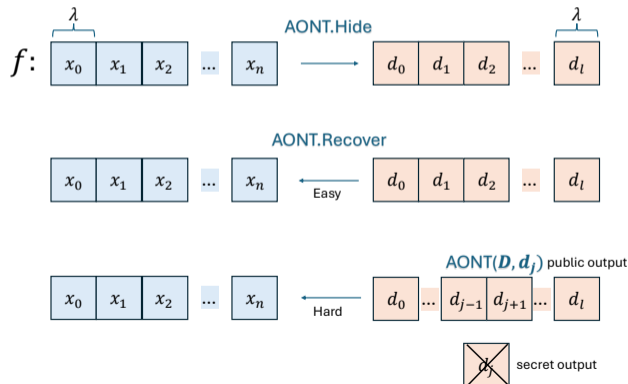 λ λ
AONT.Hide
f: x₀ x₁ x₂ ... xₙ d₀ d₁ d₂ ... dₗ
AONT.Recover
x₀ x₁ x₂ ... xₙ d₀ d₁ d₂ ... dₗ
Easy
AONT(D, dⱼ) public output
x₀ x₁ x₂ ... xₙ d₀ ... dⱼ₋₁ dⱼ₊₁ ... dₗ
Hard
dⱼ secret output